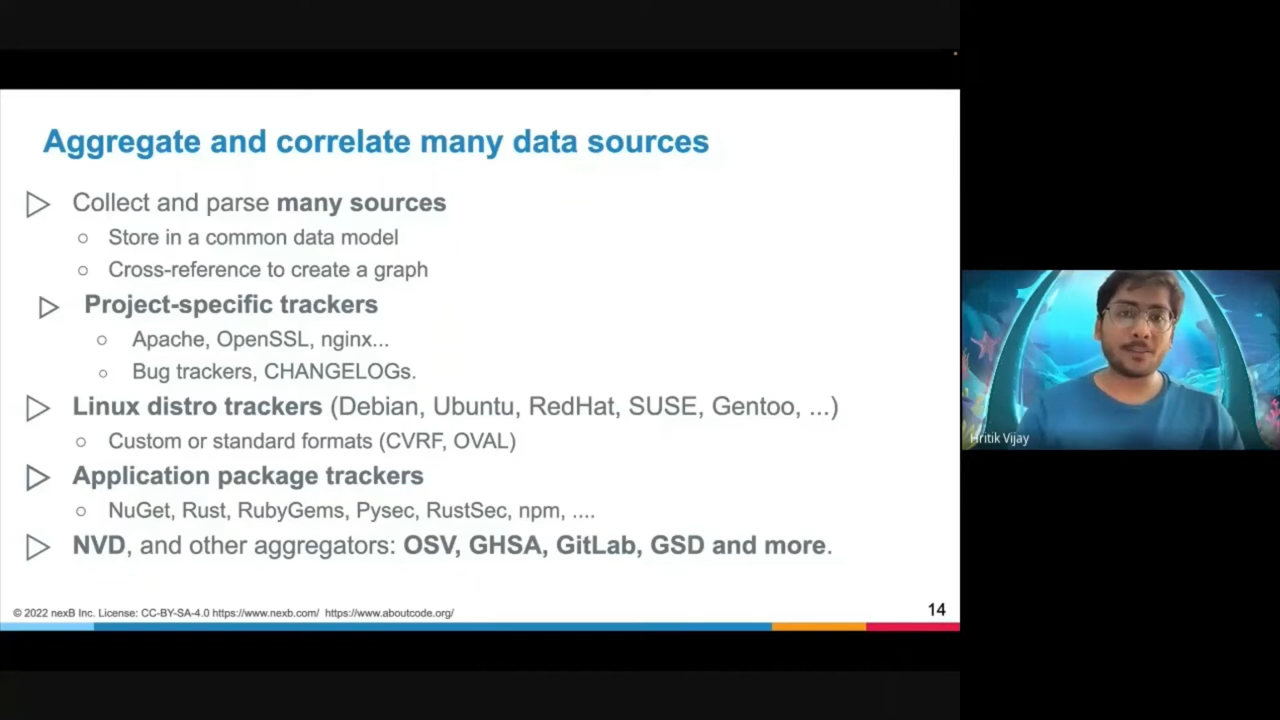 Aggregate and correlate many data sources
Collect and parse many sources
Store in a common data model
Cross-reference to create a graph
Project-specific trackers
Apache, OpenSSL, nginx...
Bug trackers, CHANGELOGs.
Linux distro trackers (Debian, Ubuntu, RedHat, SUSE, Gentoo, ...)
Custom or standard formats (CVRF, OVAL)
Application package trackers
NuGet, Rust, RubyGems, Pysec, RustSec, npm, ....
NVD, and other aggregators: OSV, GHSA, GitLab, GSD and more.
© 2022 nexB Inc. License: CC-BY-SA-4.0 https://www.nexb.com/ https://www.aboutcode.org/
14
Hritik Vijay